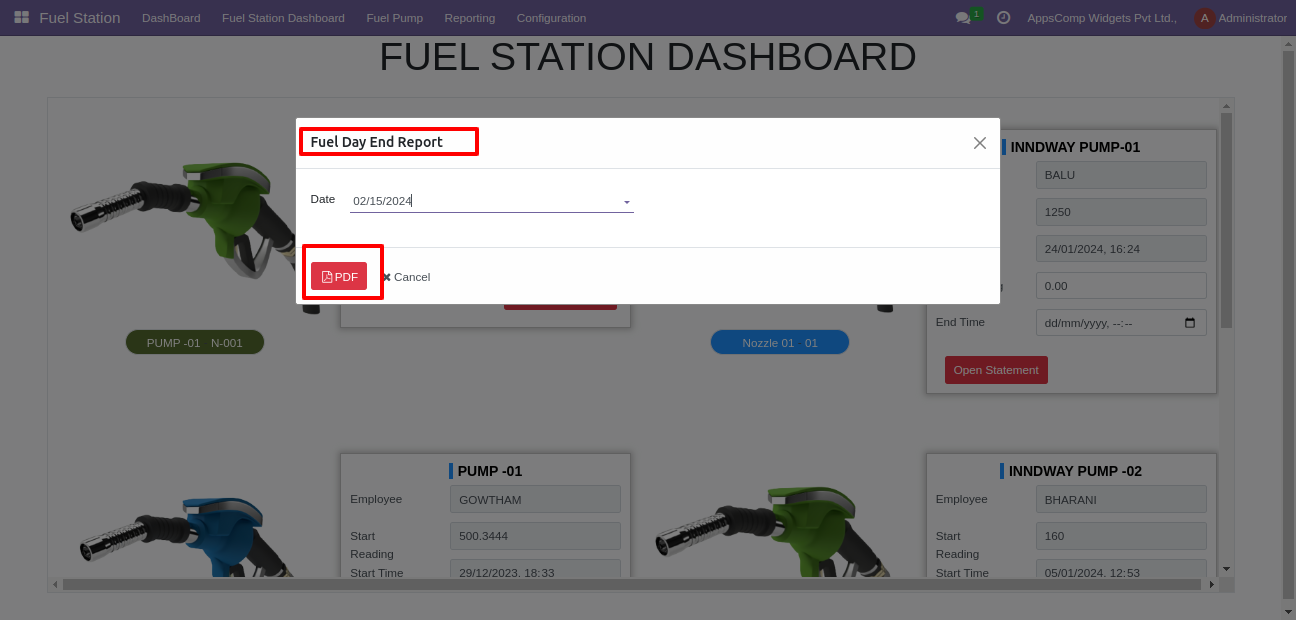 Fuel Station DashBoard Fuel Station Dashboard Fuel Pump Reporting Configuration 1 AppsComp Widgets Pvt Ltd., A Administrator
FUEL STATION DASHBOARD
Fuel Day End Report
Date 02/15/2024
PDF Cancel
PUMP -01 N-001
Nozzle 01 - 01
INNDWAY PUMP-01
BALU
1250
24/01/2024, 16:24
0.00
End Time dd/mm/yyyy, --:--
Open Statement
PUMP -01
Employee GOWTHAM
Start
Reading
500.3444
Start Time 29/12/2023, 18:33
INNDWAY PUMP -02
Employee BHARANI
Start
Reading
160
Start Time 05/01/2024, 12:53